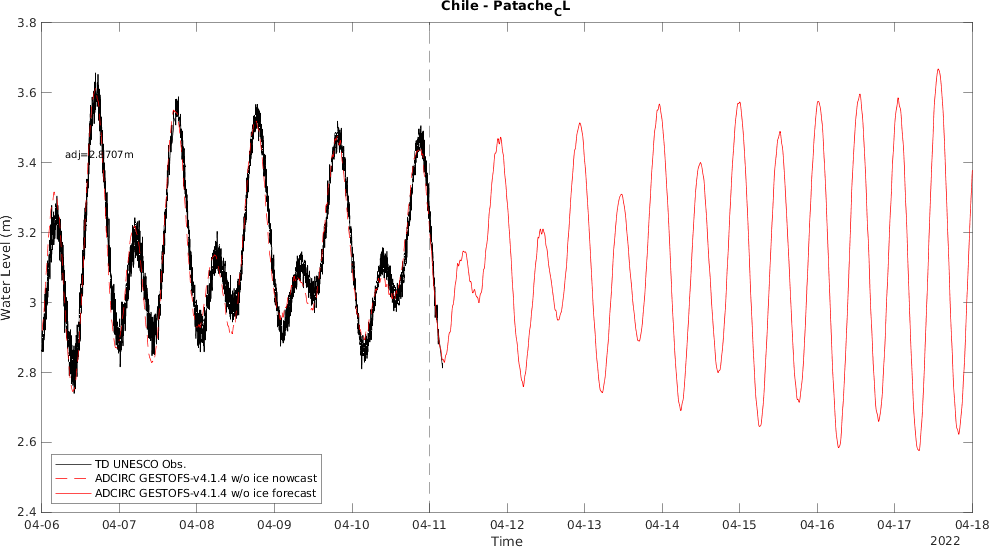 Chile - Patache_CL
3.8
3.6
3.4
3.2
3
2.8
2.6
2.4
Water Level (m)
adj=2.8707m
TD UNESCO Obs.
ADCIRC GESTOFS-v4.1.4 w/o ice nowcast
ADCIRC GESTOFS-v4.1.4 w/o ice forecast
04-06 04-07 04-08 04-09 04-10 04-11 04-12 04-13 04-14 04-15 04-16 04-17 04-18
Time
2022